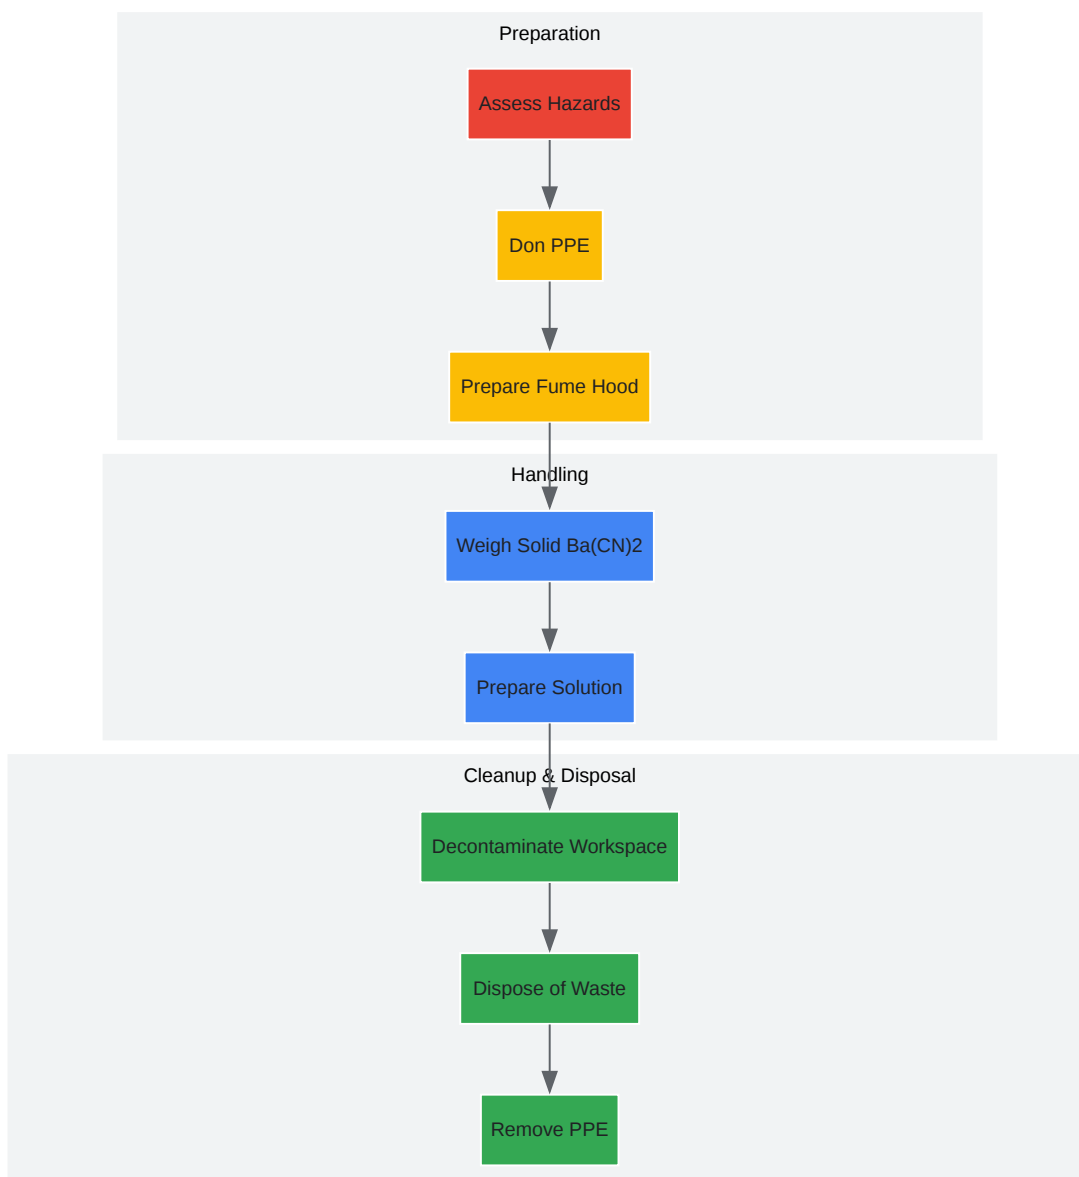 Preparation
Assess Hazards
Don PPE
Prepare Fume Hood
Handling
Weigh Solid Ba(CN)2
Prepare Solution
Cleanup & Disposal
Decontaminate Workspace
Dispose of Waste
Remove PPE